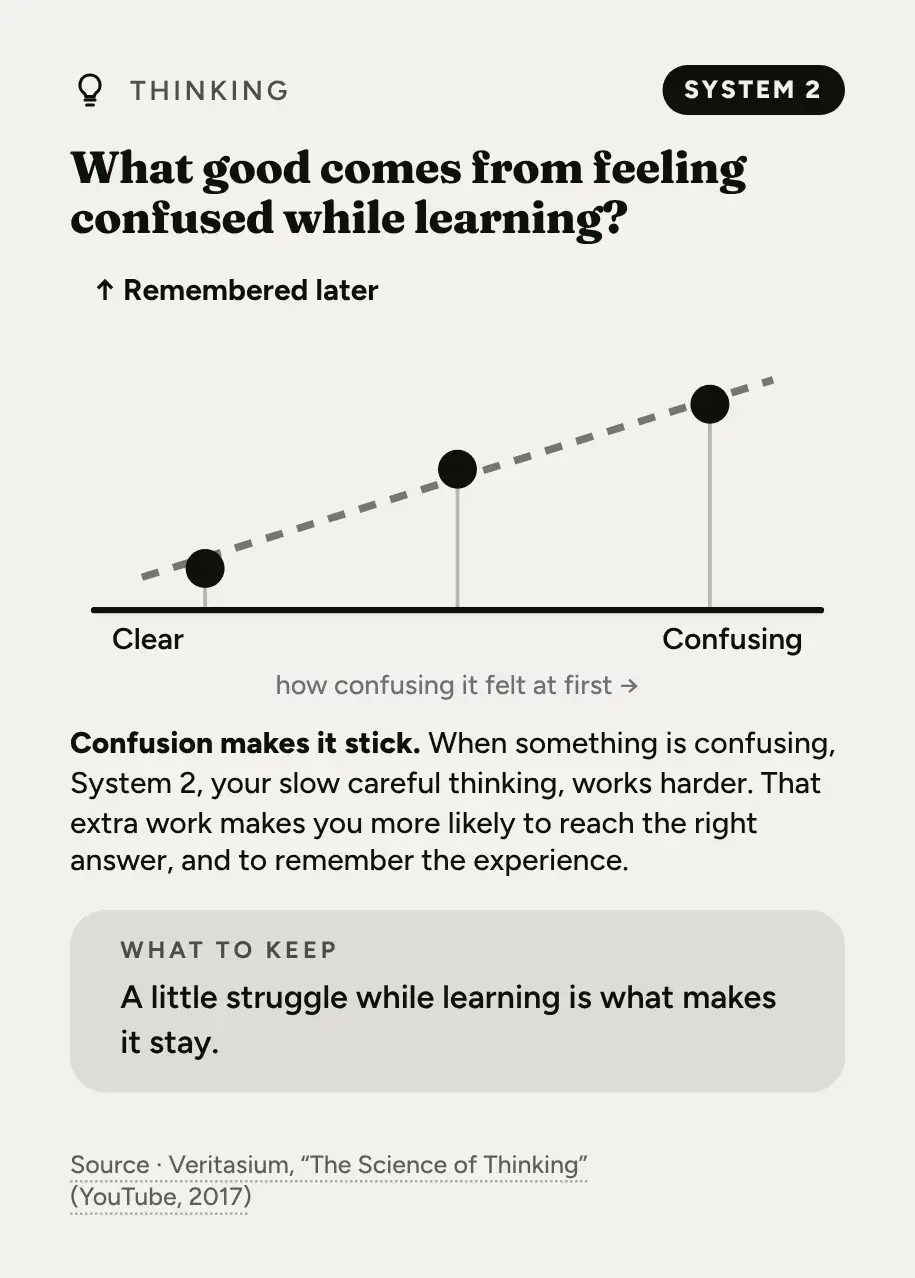 THINKING
SYSTEM 2
What good comes from feeling
confused while learning?
↑ Remembered later
Clear
Confusing
how confusing it felt at first →
Confusion makes it stick. When something is confusing,
System 2, your slow careful thinking, works harder. That
extra work makes you more likely to reach the right
answer, and to remember the experience.
WHAT TO KEEP
A little struggle while learning is what makes
it stay.
Source · Veritasium, “The Science of Thinking”
(YouTube, 2017)